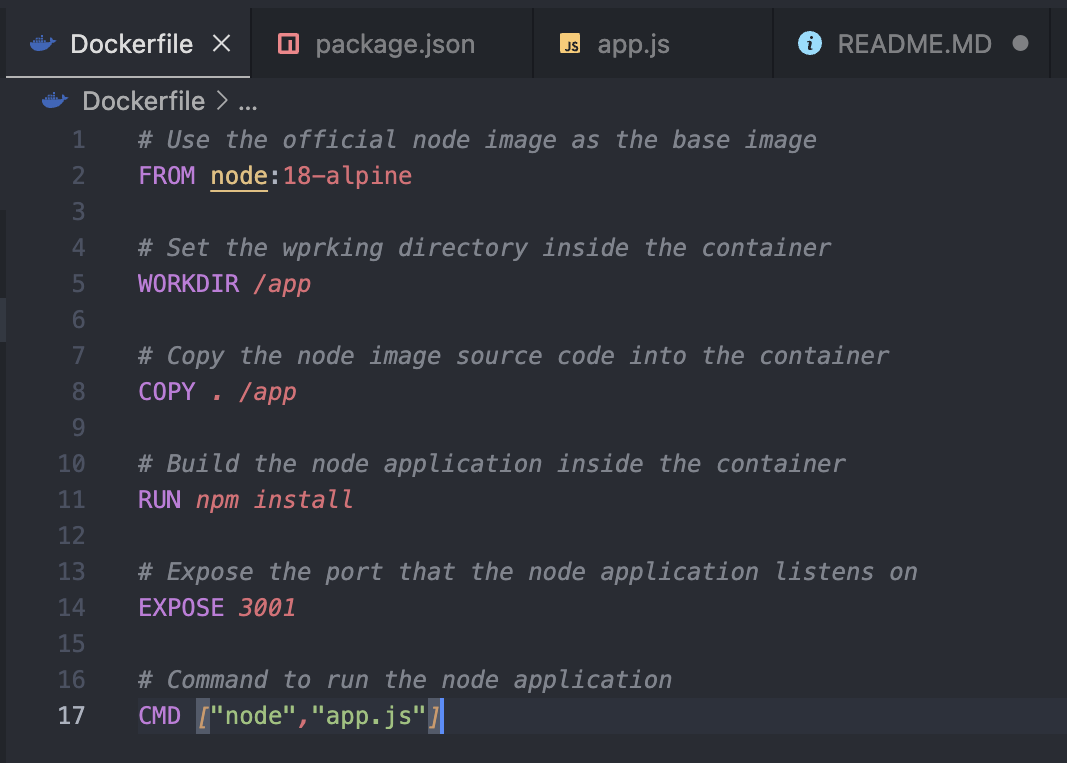 Dockerfile
package.json
JS app.js
i README.MD
Dockerfile > ...
1 # Use the official node image as the base image
2 FROM node:18-alpine
3
4 # Set the wprking directory inside the container
5 WORKDIR /app
6
7 # Copy the node image source code into the container
8 COPY . /app
9
10 # Build the node application inside the container
11 RUN npm install
12
13 # Expose the port that the node application listens on
14 EXPOSE 3001
15
16 # Command to run the node application
17 CMD ["node","app.js"]